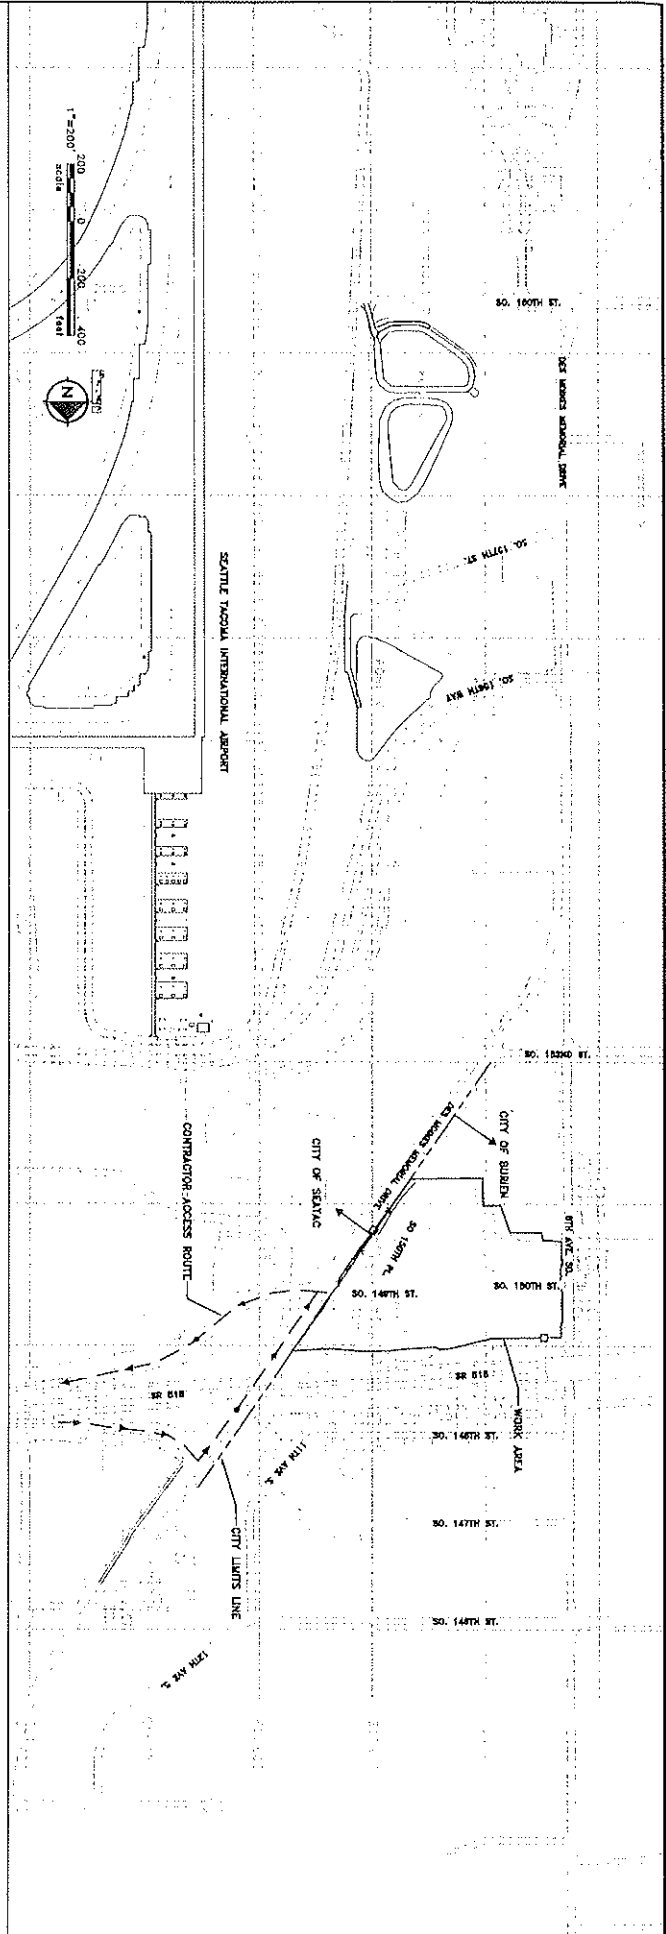 SO. 160TH ST.
DES MOINES MEMORIAL DRIVE
SO. 157TH ST.
SO. 156TH WAY
1"=200'
200 0 200 400
scale feet
N
SEATTLE TACOMA INTERNATIONAL AIRPORT
SO. 152ND ST.
CITY OF BURIEN
DES MOINES MEMORIAL DRIVE
CITY OF SEATAC
8TH AVE SO.
SO 150TH PL.
SO. 150TH ST.
SO. 149TH ST.
CONTRACTOR ACCESS ROUTE
SR 518
SR 518
WORK AREA
SO. 148TH ST.
11TH AVE S.
CITY LIMITS LINE
SO. 147TH ST.
SO. 146TH ST.
12TH AVE S.